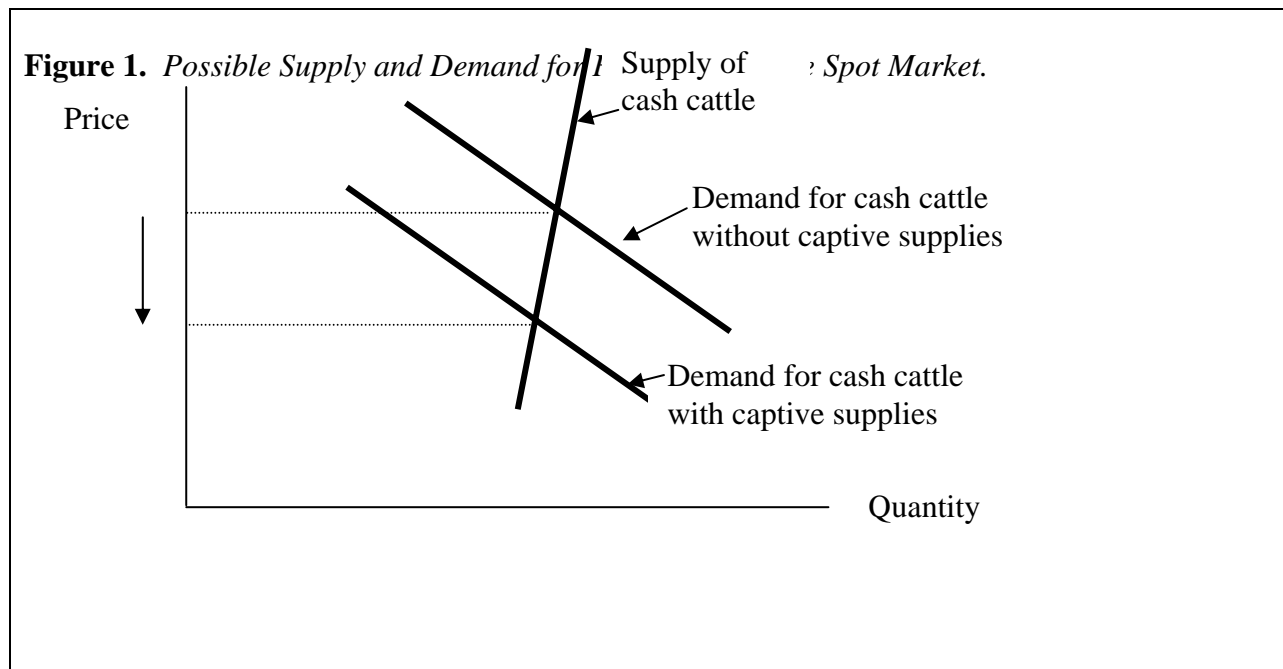 Figure 1. Possible Supply and Demand for Spot Market.
Supply of
cash cattle
Price
Demand for cash cattle
without captive supplies
Demand for cash cattle
with captive supplies
Quantity